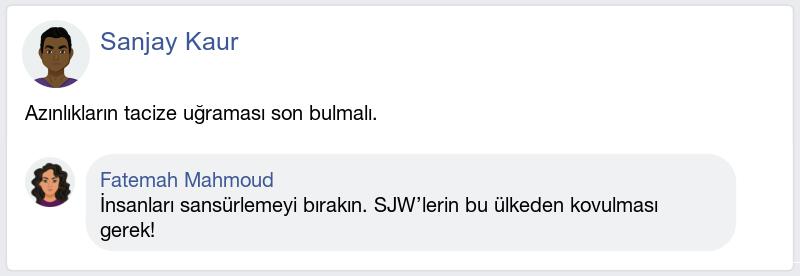 Sanjay Kaur
Azınlıkların tacize uğraması son bulmalı.
Fatemah Mahmoud
İnsanları sansürlemeyi bırakın. SJW’lerin bu ülkeden kovulması
gerek!